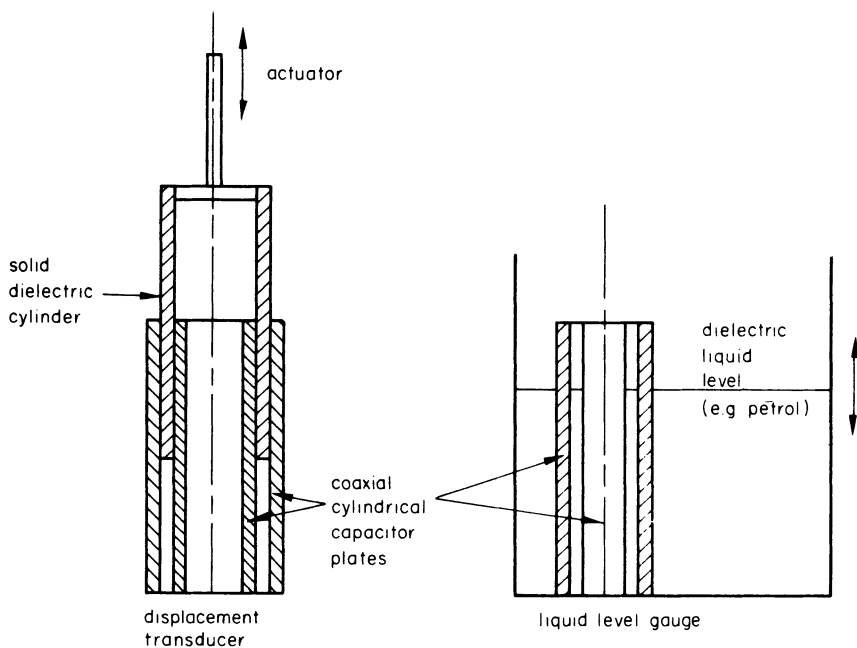 actuator
solid
dielectric
cylinder
coaxial
cylindrical
capacitor
plates
displacement
transducer
dielectric
liquid
level
(e.g petrol)
liquid level gauge